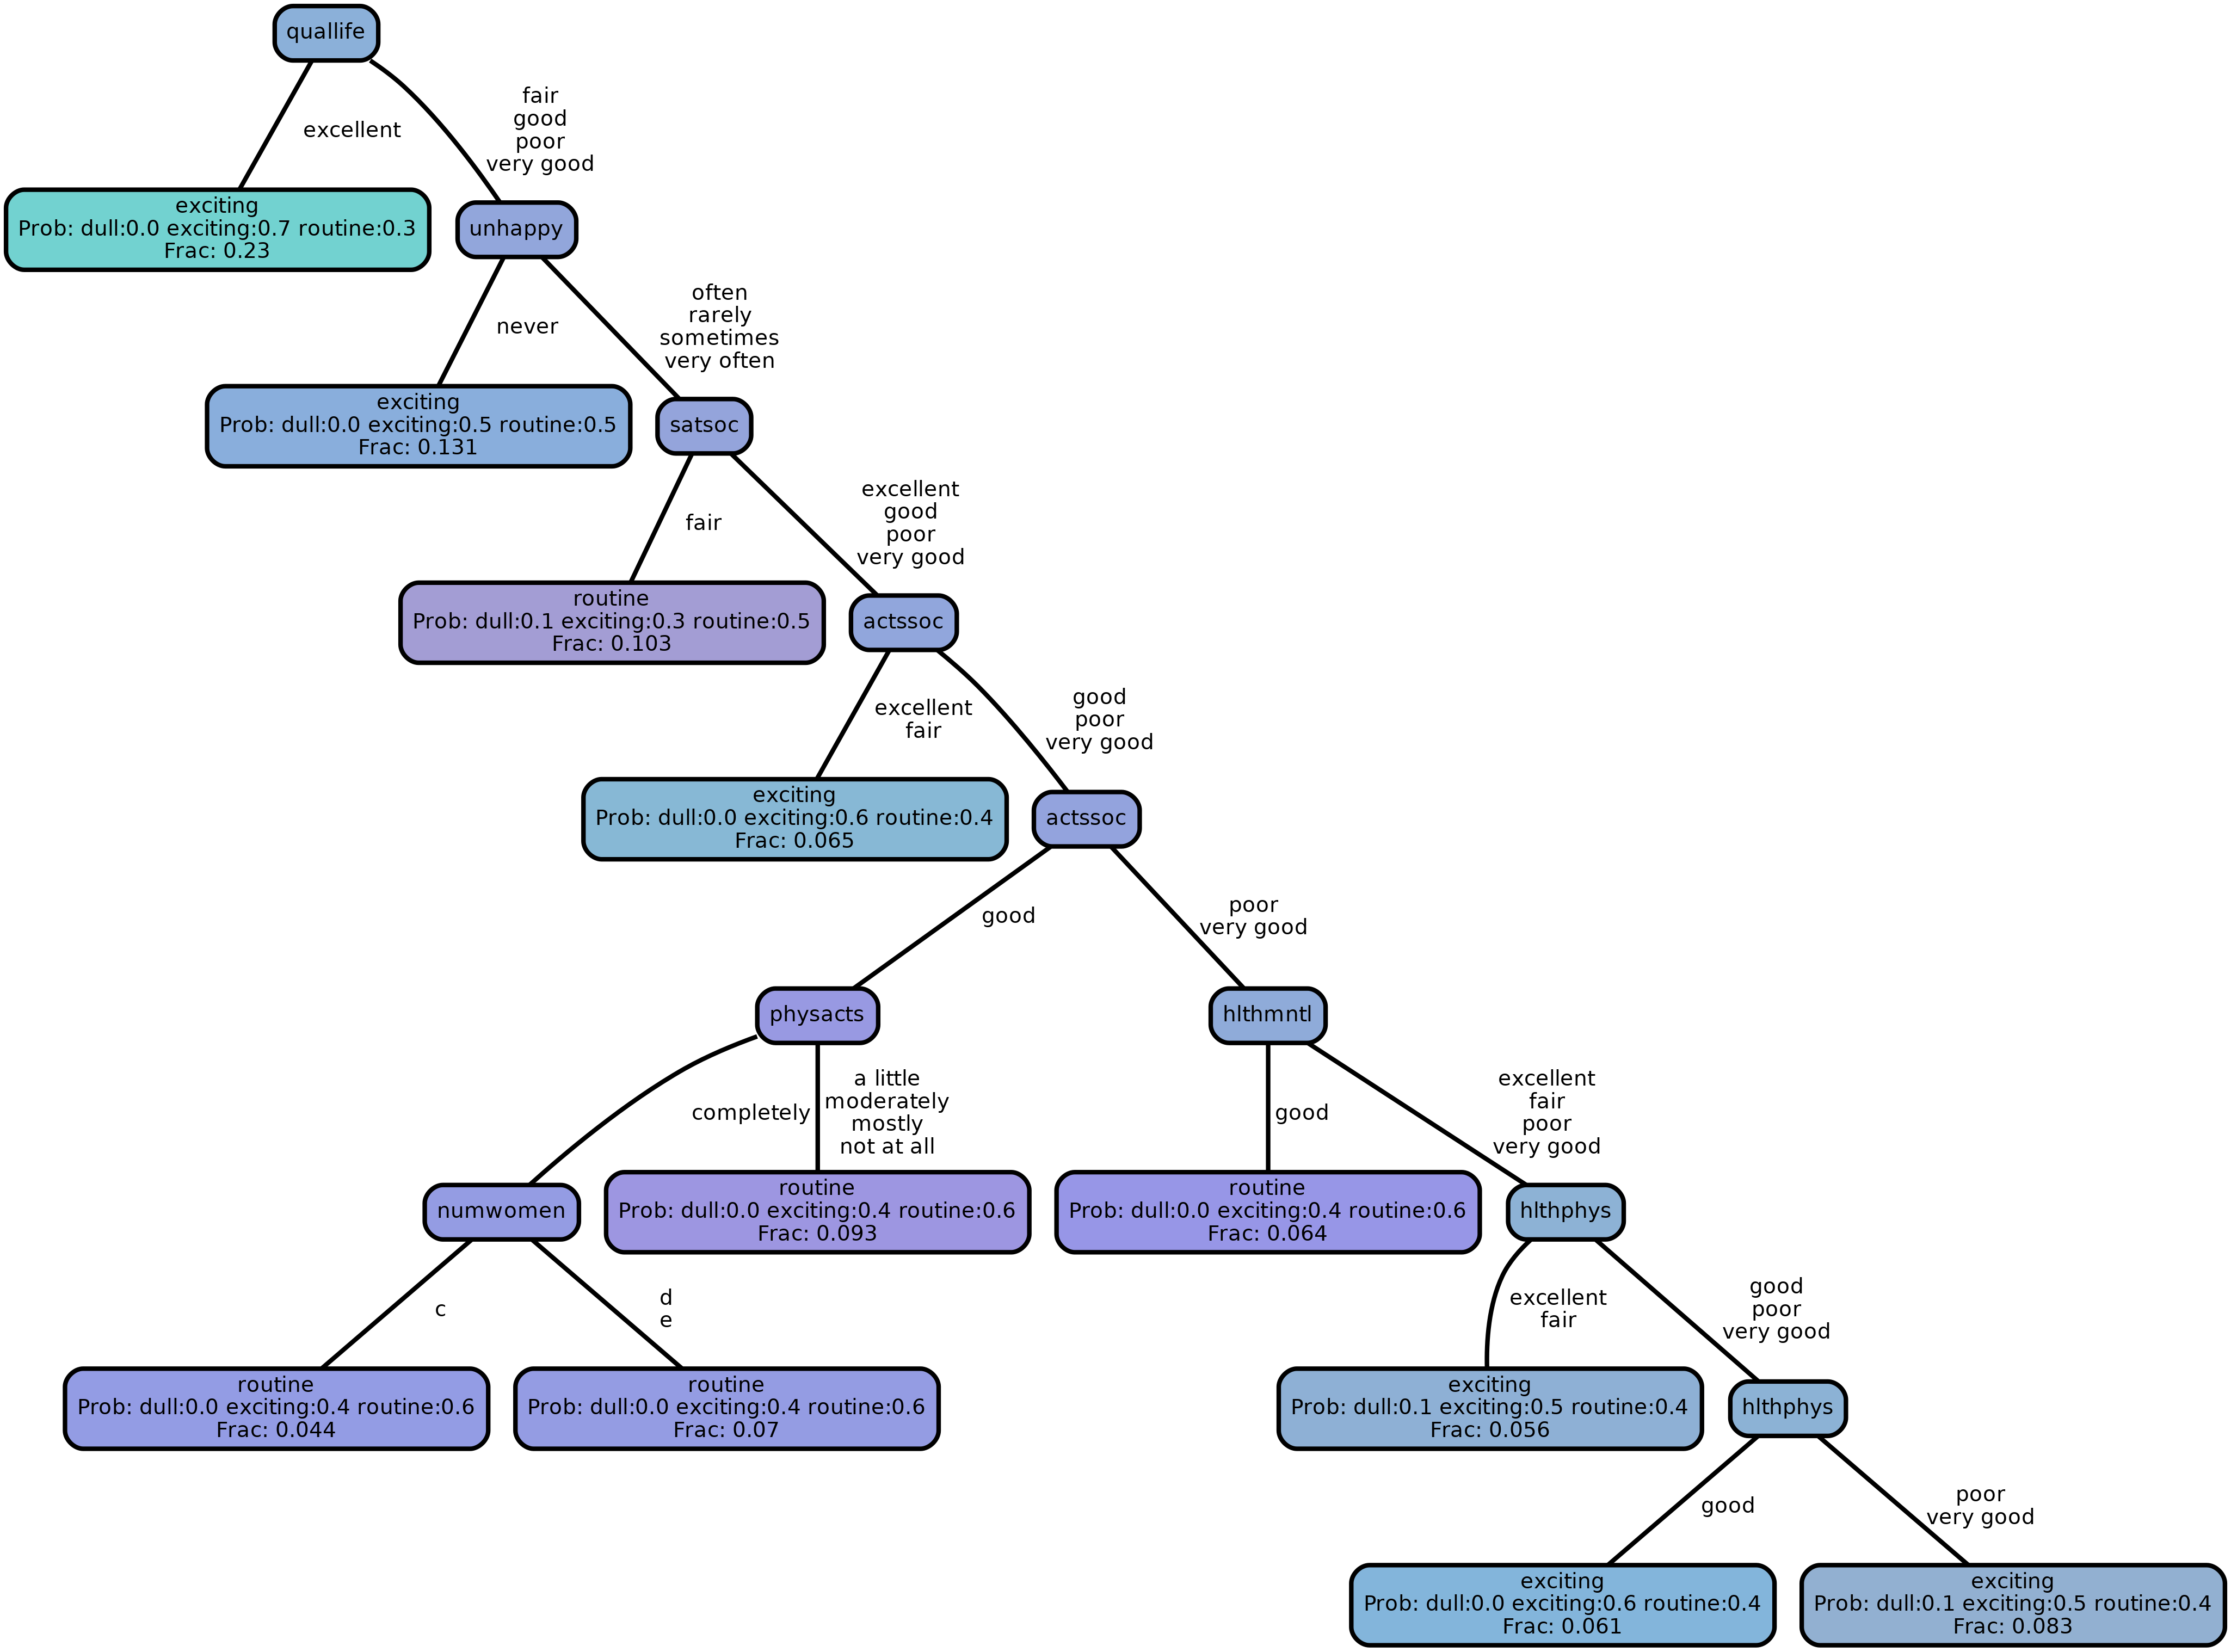 quallife
excellent
fair
good
poor
very good
exciting
Prob: dull:0.0 exciting:0.7 routine:0.3
Frac: 0.23
unhappy
never
often
rarely
sometimes
very often
exciting
Prob: dull:0.0 exciting:0.5 routine:0.5
Frac: 0.131
satsoc
fair
excellent
good
poor
very good
routine
Prob: dull:0.1 exciting:0.3 routine:0.5
Frac: 0.103
actssoc
excellent
fair
good
poor
very good
exciting
Prob: dull:0.0 exciting:0.6 routine:0.4
Frac: 0.065
actssoc
good
poor
very good
physacts
hlthmntl
completely
a little
moderately
mostly
not at all
good
excellent
fair
poor
very good
numwomen
routine
Prob: dull:0.0 exciting:0.4 routine:0.6
Frac: 0.093
routine
Prob: dull:0.0 exciting:0.4 routine:0.6
Frac: 0.064
hlthphys
c
d
e
excellent
fair
good
poor
very good
routine
Prob: dull:0.0 exciting:0.4 routine:0.6
Frac: 0.044
routine
Prob: dull:0.0 exciting:0.4 routine:0.6
Frac: 0.07
exciting
Prob: dull:0.1 exciting:0.5 routine:0.4
Frac: 0.056
hlthphys
good
poor
very good
exciting
Prob: dull:0.0 exciting:0.6 routine:0.4
Frac: 0.061
exciting
Prob: dull:0.1 exciting:0.5 routine:0.4
Frac: 0.083